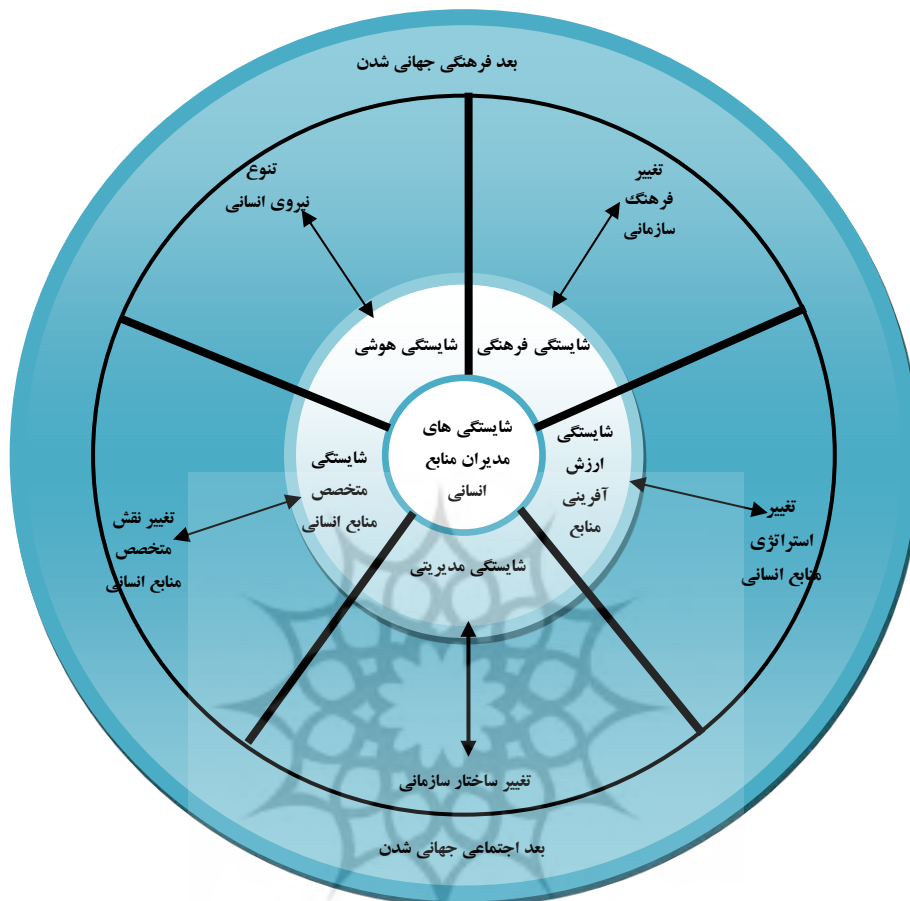 بعد فرهنگی جهانی شدن
تغییر
فرهنگ
سازمانی
تنوع
نیروی انسانی
شایستگی فرهنگی
شایستگی هوشی
شایستگی های
مدیران منابع
انسانی
شایستگی
ارزش
آفرینی
منابع
شایستگی
متخصص
منابع انسانی
تغییر
استراتژی
منابع انسانی
تغییر نقش
متخصص
منابع انسانی
شایستگی مدیریتی
تغییر ساختار سازمانی
بعد اجتماعی جهانی شدن